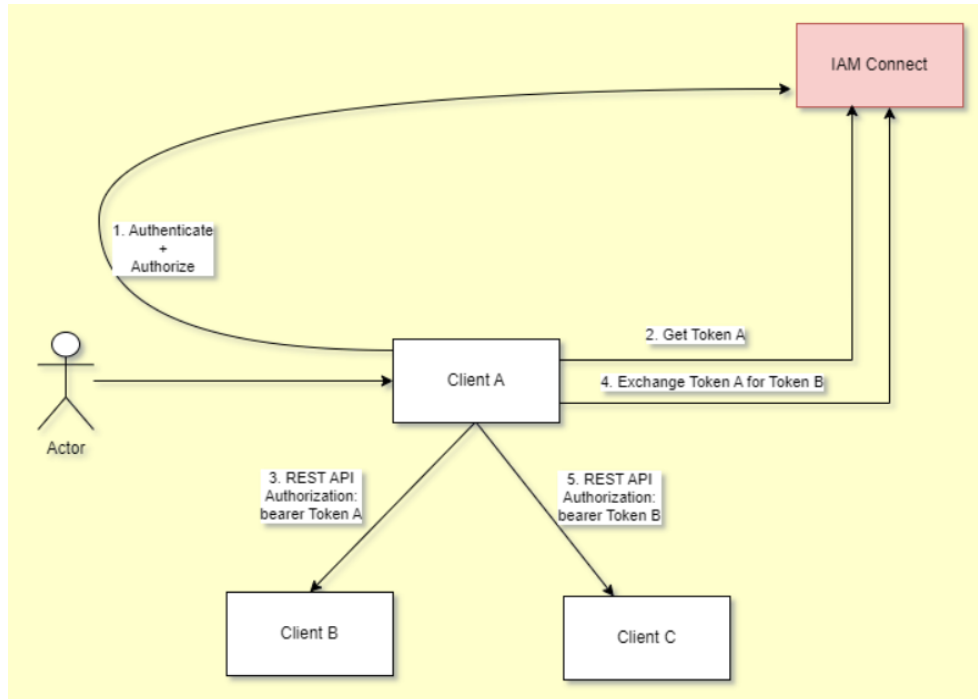 IAM Connect
1. Authenticate
+
Authorize
2. Get Token A
Client A
4. Exchange Token A for Token B
Actor
3. REST API
Authorization:
bearer Token A
5. REST API
Authorization:
bearer Token B
Client B
Client C